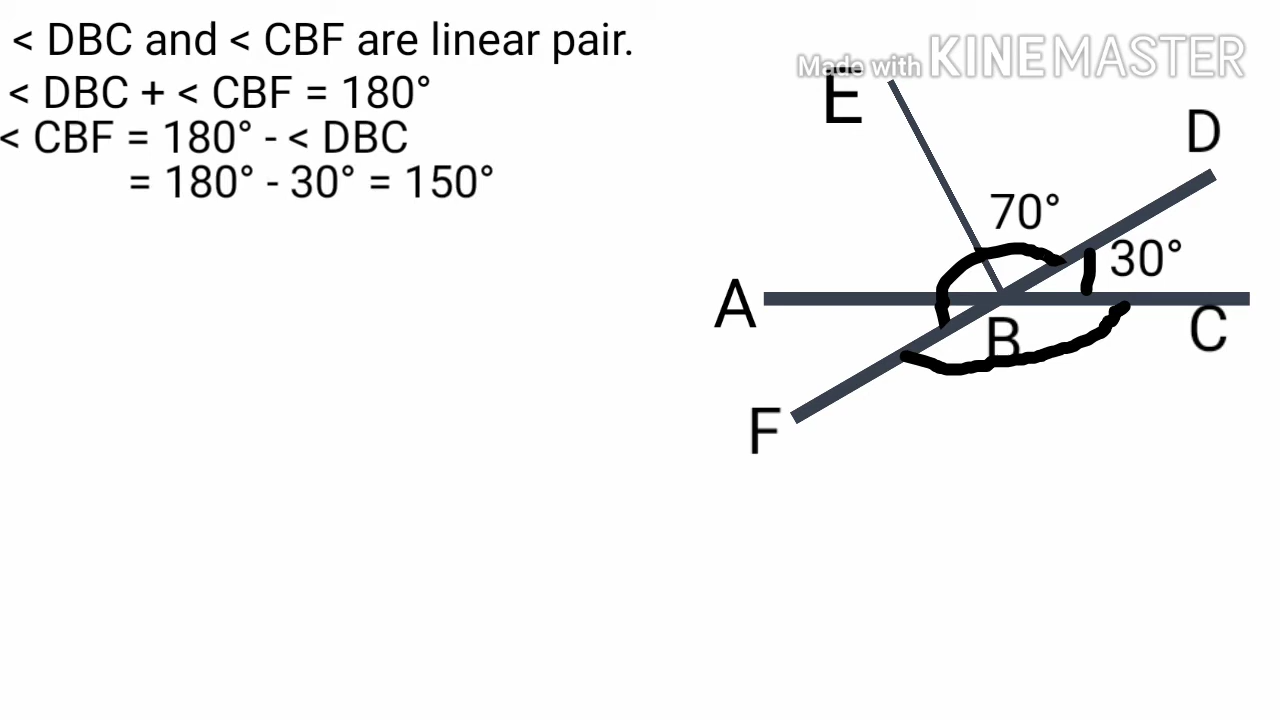 < DBC and < CBF are linear pair.
< DBC + < CBF = 180°
< CBF = 180° - < DBC
= 180° - 30° = 150°
Made with KINEMASTER
E
D
70°
30°
A
B
C
F